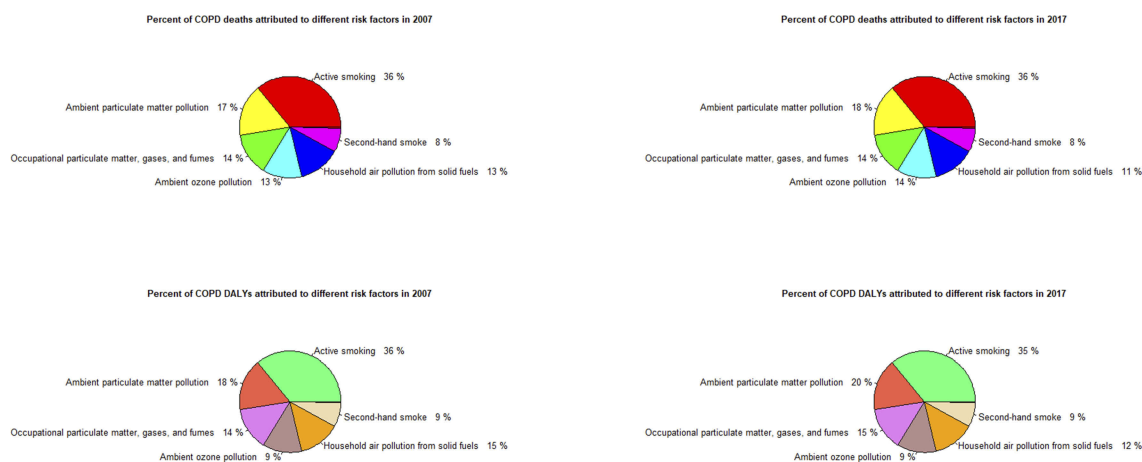 Percent of COPD deaths attributed to different risk factors in 2007
Active smoking 36 %
Ambient particulate matter pollution 17 %
Second-hand smoke 8 %
Occupational particulate matter, gases, and fumes 14 %
Household air pollution from solid fuels 13 %
Ambient ozone pollution 13 %
Percent of COPD deaths attributed to different risk factors in 2017
Active smoking 36 %
Ambient particulate matter pollution 18 %
Second-hand smoke 8 %
Occupational particulate matter, gases, and fumes 14 %
Household air pollution from solid fuels 11 %
Ambient ozone pollution 14 %
Percent of COPD DALYs attributed to different risk factors in 2007
Active smoking 36 %
Ambient particulate matter pollution 18 %
Second-hand smoke 9 %
Occupational particulate matter, gases, and fumes 14 %
Household air pollution from solid fuels 15 %
Ambient ozone pollution 9 %
Percent of COPD DALYs attributed to different risk factors in 2017
Active smoking 35 %
Ambient particulate matter pollution 20 %
Second-hand smoke 9 %
Occupational particulate matter, gases, and fumes 15 %
Household air pollution from solid fuels 12 %
Ambient ozone pollution 9 %